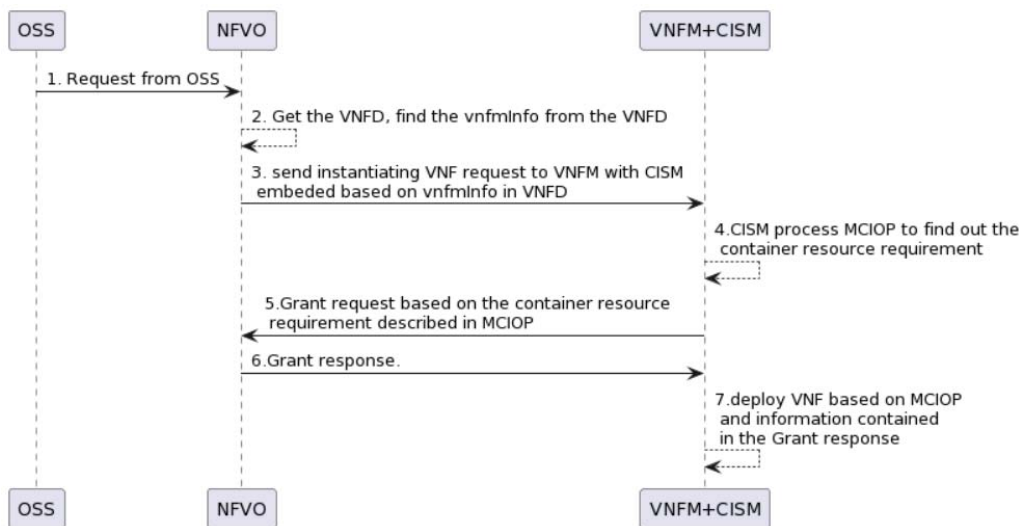 OSS
NFVO
VNFM+CISM
1. Request from OSS
2. Get the VNFD, find the vnfmInfo from the VNFD
3. send instantiating VNF request to VNFM with CISM
embeded based on vnfmInfo in VNFD
4.CISM process MCIOP to find out the
container resource requirement
5.Grant request based on the container resource
requirement described in MCIOP
6.Grant response.
7.deploy VNF based on MCIOP
and information contained
in the Grant response
OSS
NFVO
VNFM+CISM